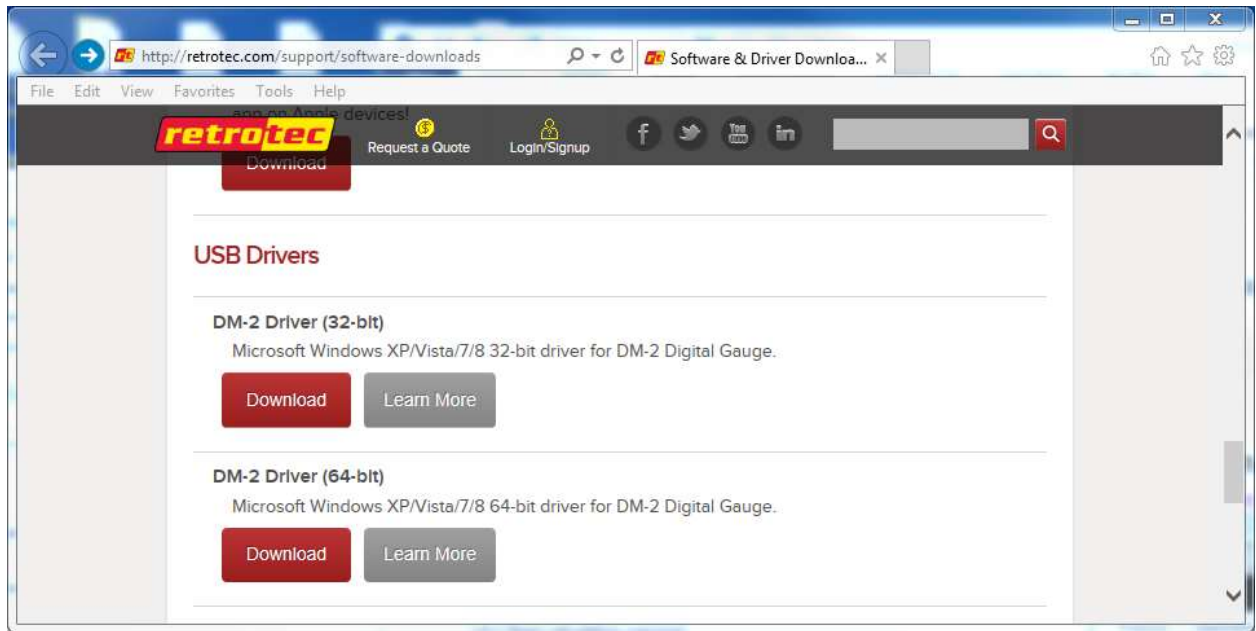 http://retrotec.com/support/software-downloads
Software & Driver Downloa...
File Edit View Favorites Tools Help
app on Apple devices!
retrotec
Request a Quote
Login/Signup
f
You Tube
in
Download
USB Drivers
DM-2 Driver (32-bit)
Microsoft Windows XP/Vista/7/8 32-bit driver for DM-2 Digital Gauge.
Download Learn More
DM-2 Driver (64-bit)
Microsoft Windows XP/Vista/7/8 64-bit driver for DM-2 Digital Gauge.
Download Learn More